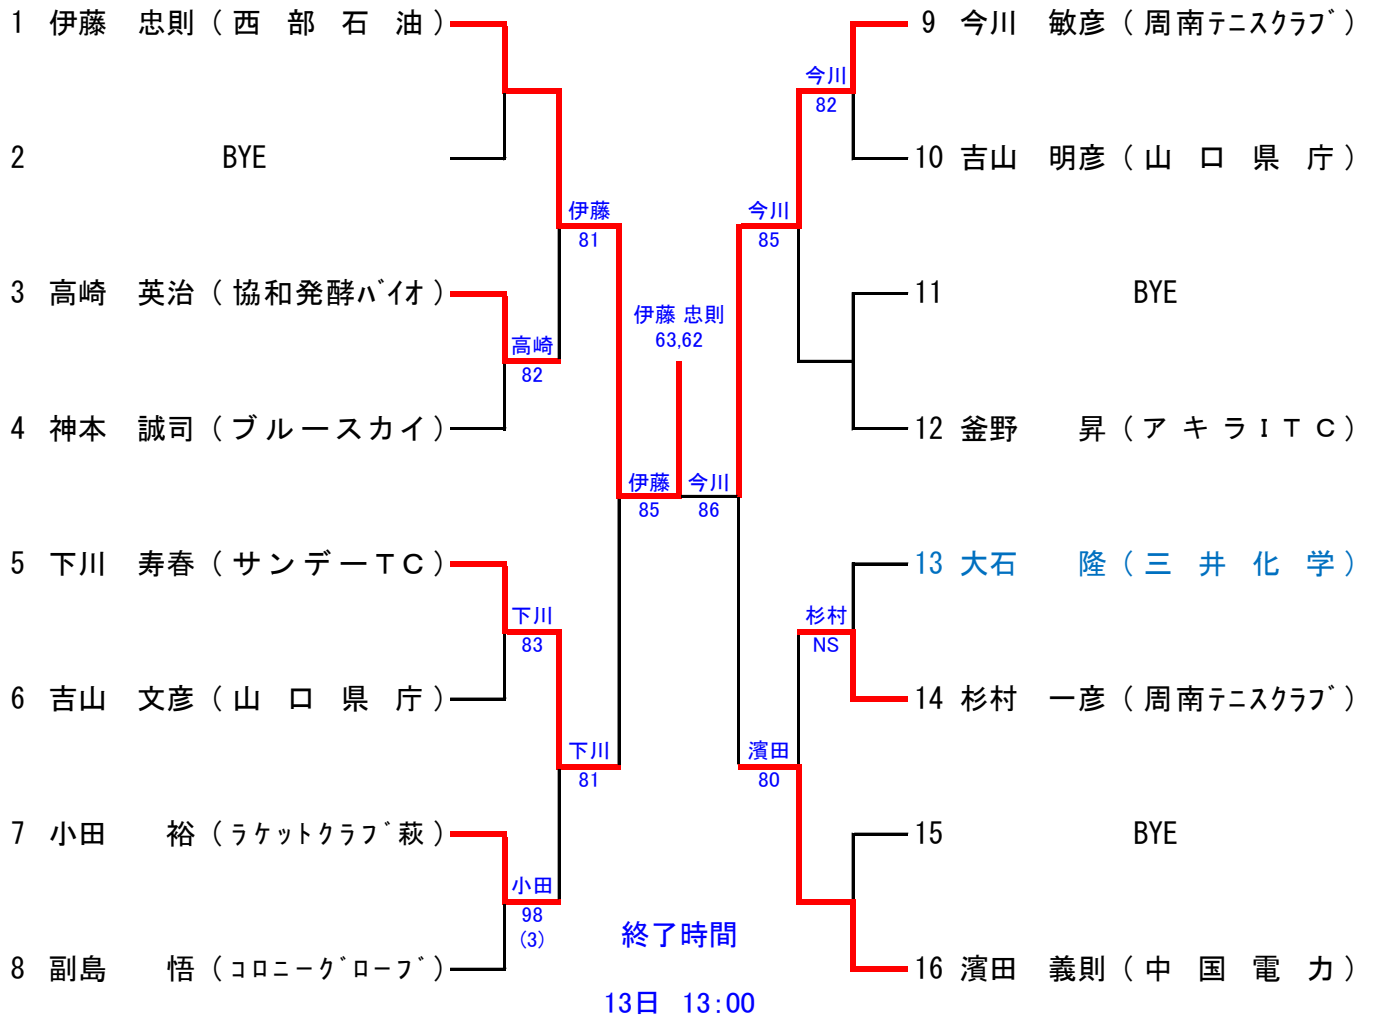 1 伊藤 忠則 ( 西 部 石 油 )
2 BYE
伊藤
81
3 高崎 英治 ( 協和発酵ﾊﾞｲｵ )
高崎
82
4 神本 誠司 ( ブルースカイ )
伊藤
85
5 下川 寿春 ( サンデーＴＣ )
下川
83
6 吉山 文彦 ( 山 口 県 庁 )
下川
81
7 小田 裕 ( ﾗｹｯﾄｸﾗﾌﾞ萩 )
小田
98
(3)
8 副島 悟 ( ｺﾛﾆｰｸﾞﾛｰﾌﾞ )
伊藤 忠則
63,62
9 今川 敏彦 ( 周南ﾃﾆｽｸﾗﾌﾞ )
今川
82
10 吉山 明彦 ( 山 口 県 庁 )
今川
85
11 BYE
12 釜野 昇 ( ア キ ラ Ｉ Ｔ Ｃ )
今川
86
13 大石 隆 ( 三 井 化 学 )
杉村
NS
14 杉村 一彦 ( 周南ﾃﾆｽｸﾗﾌﾞ )
濱田
80
15 BYE
16 濱田 義則 ( 中 国 電 力 )
終了時間
13日 13:00